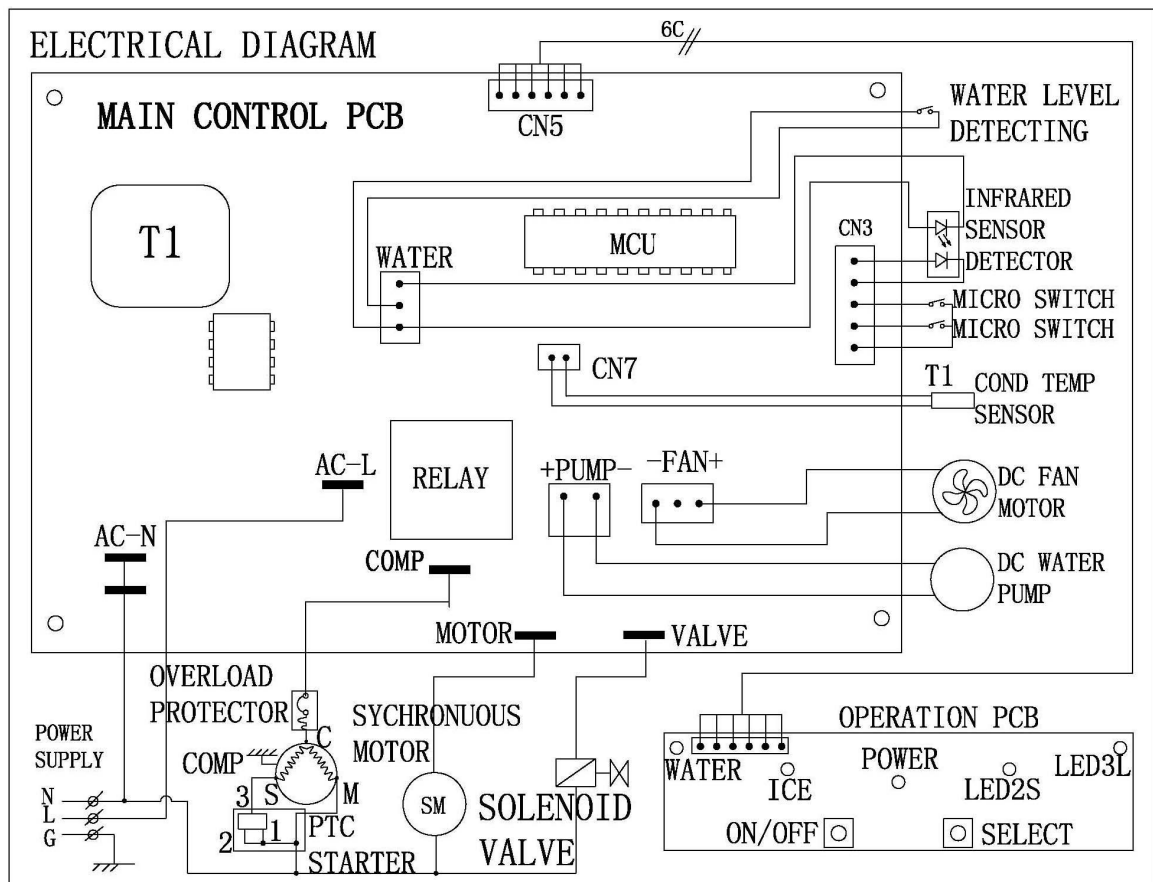 6C
ELECTRICAL DIAGRAM
MAIN CONTROL PCB
CN5
WATER LEVEL
DETECTING
T1
MCU
CN3
INFRARED
SENSOR
DETECTOR
WATER
MICRO SWITCH
MICRO SWITCH
CN7
T1
COND TEMP
SENSOR
AC-L
RELAY
+PUMP-
-FAN+
DC FAN
MOTOR
AC-N
COMP
DC WATER
PUMP
MOTOR
VALVE
OVERLOAD
PROTECTOR
SYCHRONUOUS
MOTOR
OPERATION PCB
POWER
SUPPLY
C
COMP
WATER
ICE
POWER
LED2S
LED3L
N
L
G
3
S
M
SM
SOLENOID
VALVE
2
1
PTC
STARTER
ON/OFF
SELECT